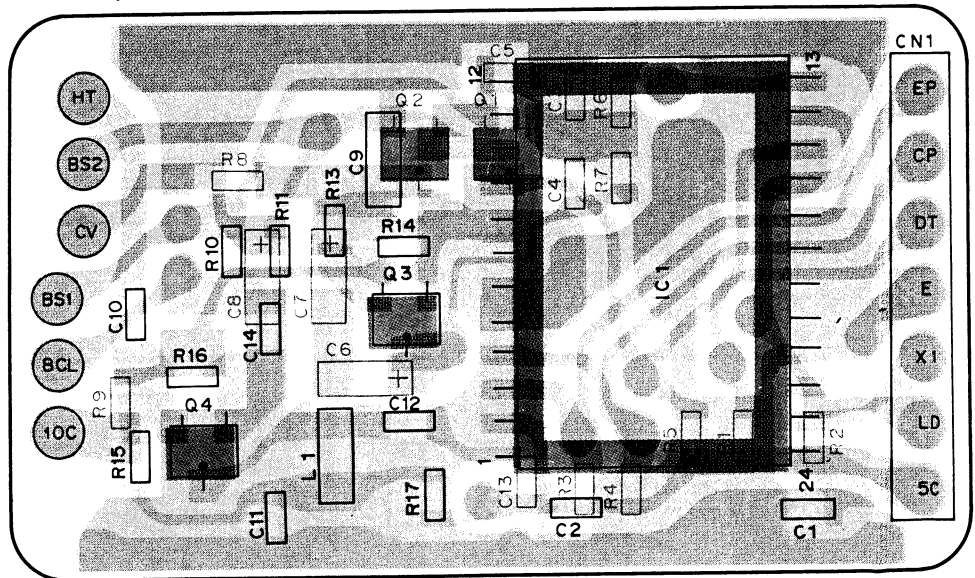 CN1
C5
12
13
HT
EP
Q2
Q1
R6
BS2
C9
CP
R8
C4
R7
R13
R11
CV
R14
DT
R10
Q3
BS1
C8
C7
IC1
E
C10
C14
C6
BCL
R16
X1
R9
C12
10C
Q4
LD
R5
R2
R15
L1
1
24
R17
C13
R3
R4
5C
C11
C2
C1